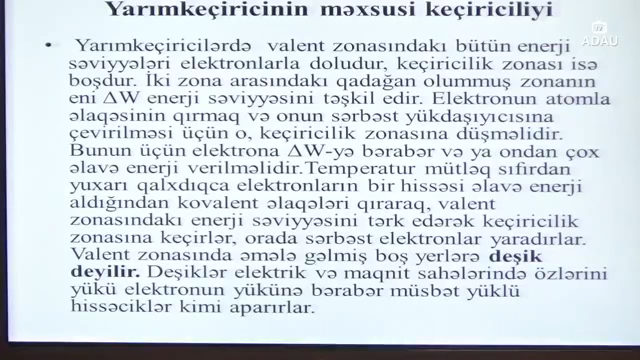 Yarımkeçiricinin məxsusi keçiriciliyi
ADAU
• Yarımkeçiricilərdə valent zonasındakı bütün enerji
səviyyələri elektronlarla doludur, keçiricilik zonası isə
boşdur. İki zona arasındakı qadağan olummuş zonanın
eni ΔW enerji səviyyəsini təşkil edir. Elektronun atomla
əlaqəsinin qırmaq və onun sərbəst yükdaşıyıcısına
çevirilməsi üçün o, keçiricilik zonasına düşməlidir.
Bunun üçün elektrona ΔW-yə bərabər və ya ondan çox
əlavə enerji verilməlidir.Temperatur mütləq sıfırdan
yuxarı qalxdıqca elektronların bir hissəsi əlavə enerji
aldığından kovalent əlaqələri qıraraq, valent
zonasındakı enerji səviyyəsini tərk edərək keçiricilik
zonasına keçirlər, orada sərbəst elektronlar yaradırlar.
Valent zonasında əmələ gəlmiş boş yerlərə deşik
deyilir. Deşiklər elektrik və maqnit sahələrində özlərini
yükü elektronun yükünə bərabər müsbət yüklü
hissəciklər kimi aparırlar.